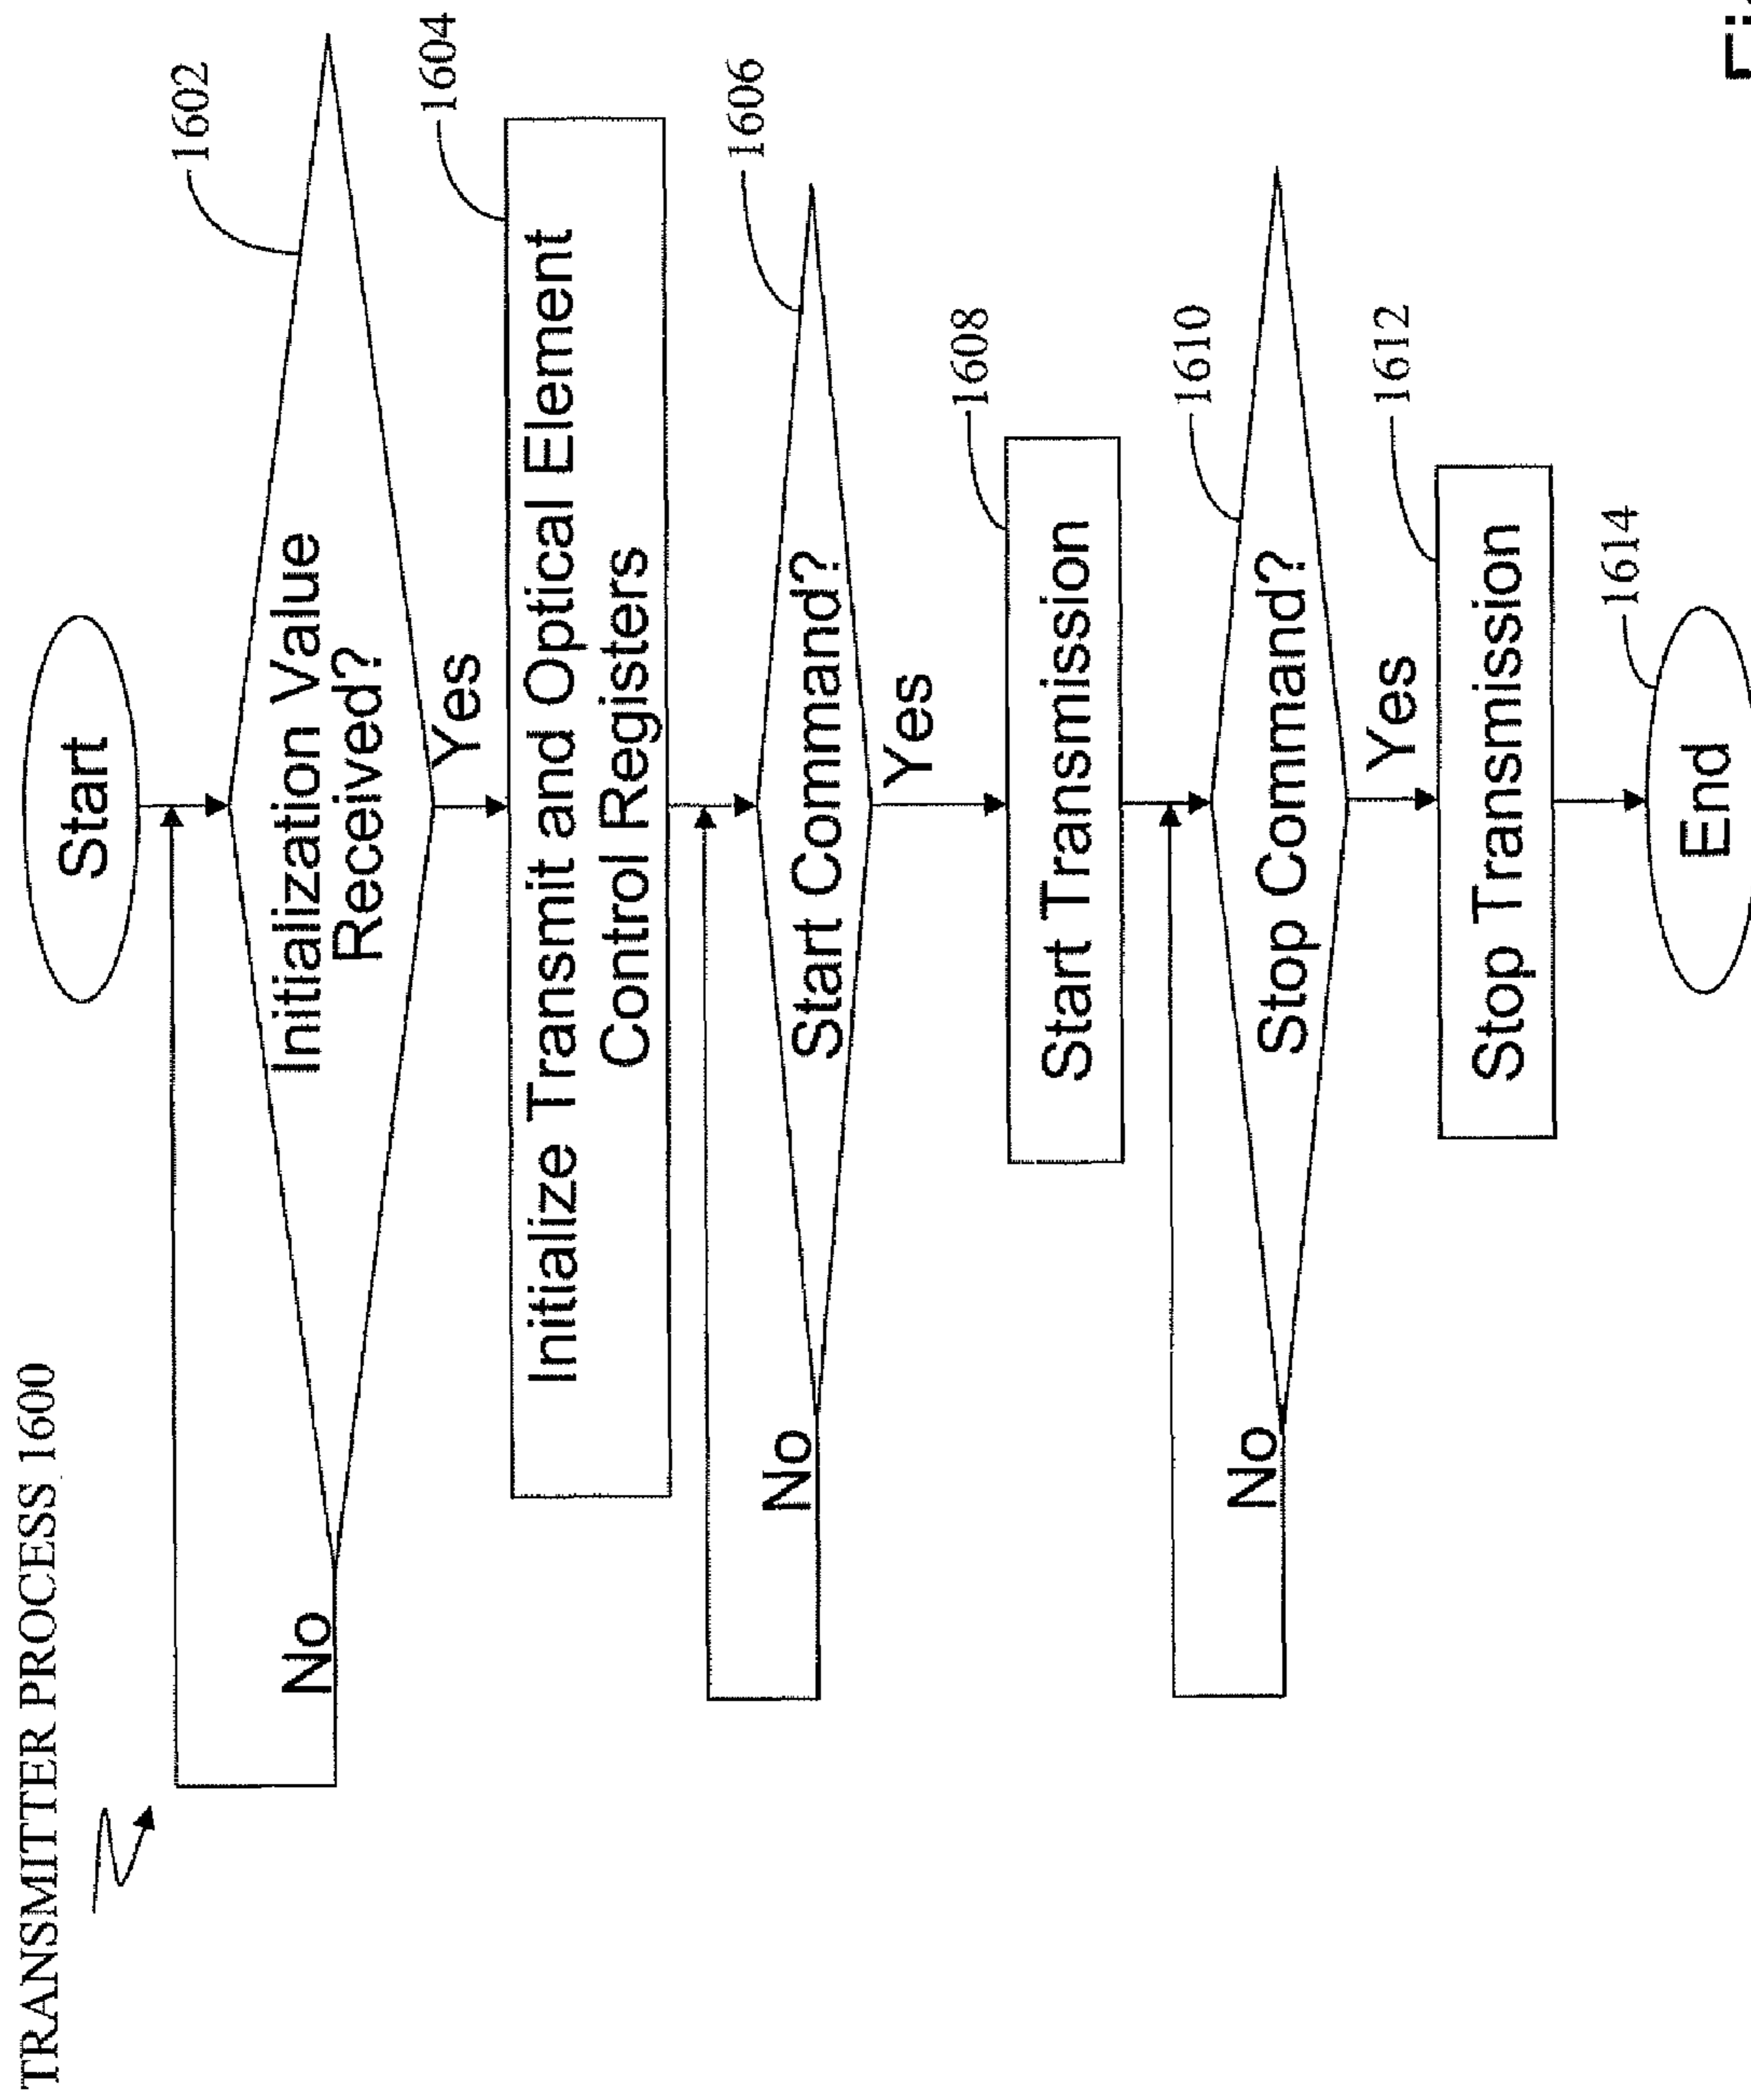 TRANSMITTER PROCESS 1600
Start
1602
Initialization Value
Received?
No
Yes
1604
Initialize Transmit and Optical Element
Control Registers
1606
Start Command?
No
Yes
1608
Start Transmission
1610
Stop Command?
No
Yes
1612
Stop Transmission
1614
End